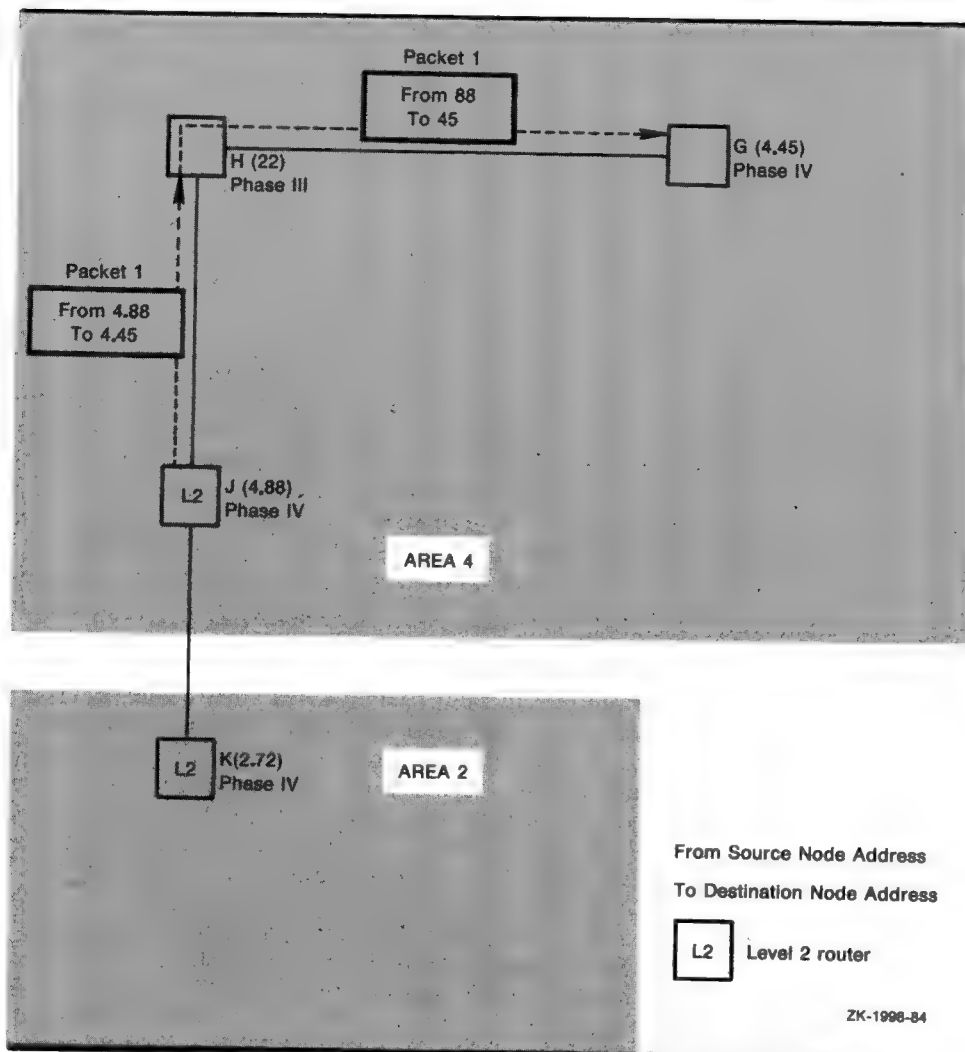 Packet 1
From 88
To 45
H (22)
Phase III
G (4.45)
Phase IV
Packet 1
From 4.88
To 4.45
L2
J (4.88)
Phase IV
AREA 4
L2
K(2.72)
Phase IV
AREA 2
From Source Node Address
To Destination Node Address
L2
Level 2 router
ZK-1998-84